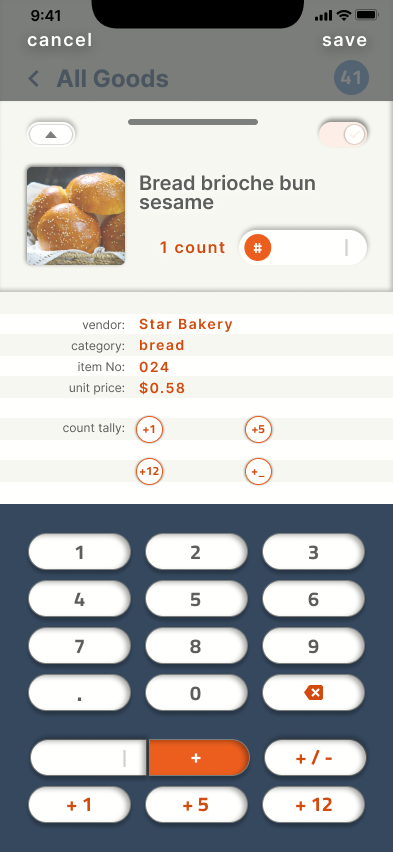 9:41
cancel save
All Goods 41
Bread brioche bun
sesame
1 count #
vendor: Star Bakery
category: bread
item No: 024
unit price: $0.58
count tally: +1 +5
+12 +_
1 2 3
4 5 6
7 8 9
. 0
+ + / -
+ 1 + 5 + 12